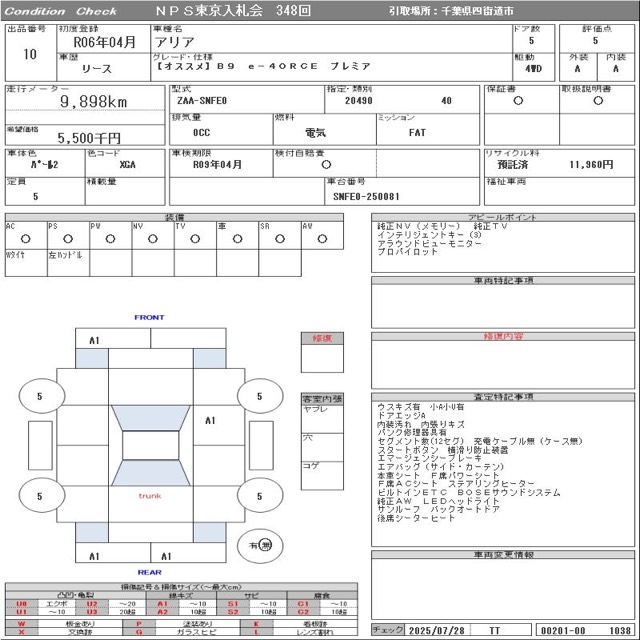 Condition Check NPS東京入札会 348回 引取場所：千葉県四街道市
出品番号 初度登録 車種名 ドア数 評価点
10 R06年04月 アリア 5 5
車歴 グレード・仕様 駆動 外装 内装
リース 【オススメ】B9 e-4ORCE プレミア 4WD A A
走行メーター 型式 指定・類別 保証書 取扱説明書
9,898km ZAA-SNFE0 20490 40 ○ ○
排気量 燃料 ミッション
希望価格 0CC 電気 FAT
5,500千円
車体色 色コード 車検期限 検付自賠責 リサイクル料
ﾊﾟｰﾙ2 XGA R09年04月 ○ 預託済 11,960円
定員 積載量 車台番号 福祉車両
5 SNFE0-250081
装備
AC PS PW NV TV 車 SR AW
○ ○ ○ ○ ○ ○ ○ ○
Wﾀｲﾔ 左ﾊﾝﾄﾞﾙ
アピールポイント
純正NV（メモリー） 純正TV
インテリジェントキー（3）
アラウンドビューモニター
プロパイロット
車両特記事項
修復内容
査定特記事項
ウスキズ有 小A小U有
ドアエッジA
内装汚れ 内張りキズ
パンク修理器具有
セグメント数(12セグ) 充電ケーブル無（ケース無）
スタートボタン 横滑り防止装置
エマージェンシーブレーキ
エアバッグ（サイド・カーテン）
本革シート F席パワーシート
F席ACシート ステアリングヒーター
ビルトインETC BOSEサウンドシステム
純正AW LEDヘッドライト
サンルーフ バックオートドア
後席シートヒート
車両変更情報
FRONT
A1
修復
5 5
A1
客室内張
ヤブレ
穴
コゲ
5 5
trunk
有・無
A1 A1
REAR
損傷記号＆損傷サイズ(～最大cm)
凸凹・亀裂 線キズ サビ 腐食
U0 エクボ U2 ～20 A1 ～10 S1 ～10 C1 ～10
U1 ～10 U3 20超 A2 10超 S2 10超 C2 10超
W 板金あり P 塗装あり K 看板跡
X 交換跡 G ガラスヒビ L レンズ割れ
チェック 2025/07/28 TT 00201-00 1038